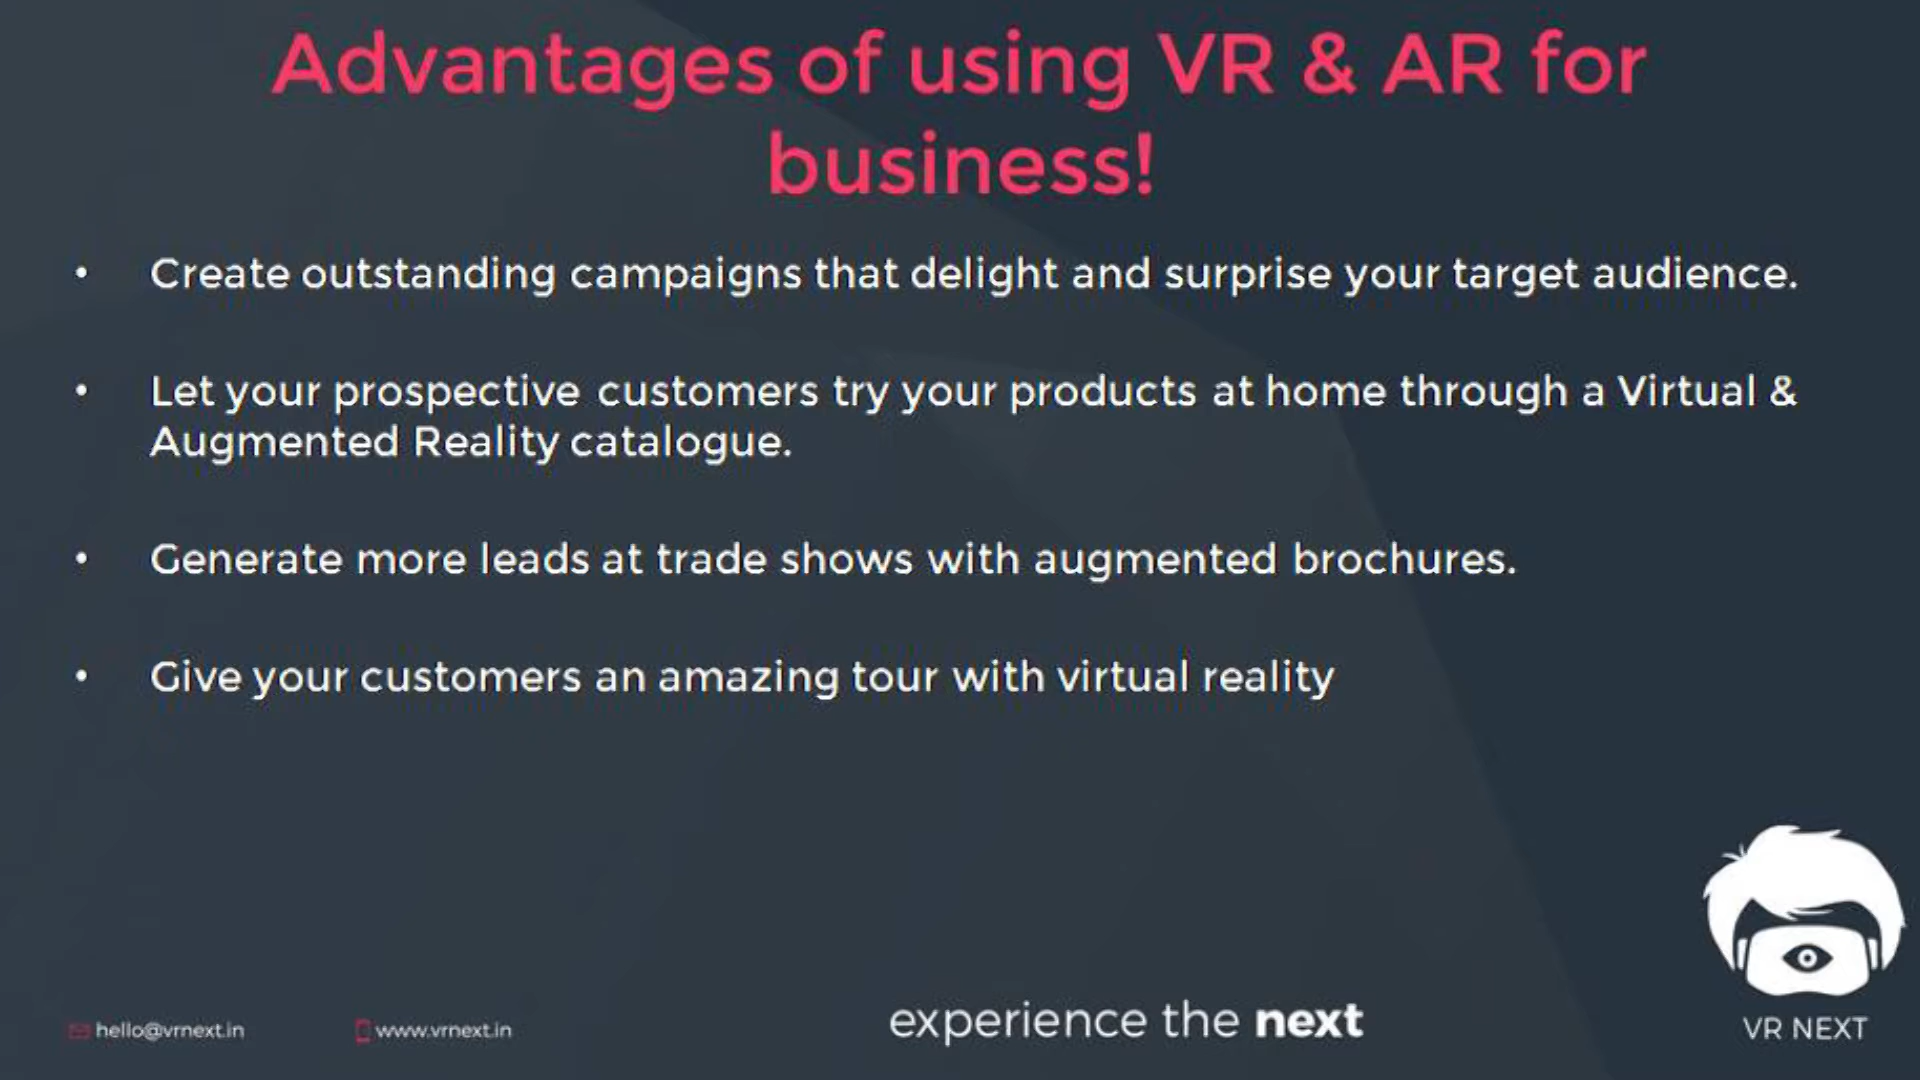 Advantages of using VR & AR for
business!
• Create outstanding campaigns that delight and surprise your target audience.
• Let your prospective customers try your products at home through a Virtual &
Augmented Reality catalogue.
• Generate more leads at trade shows with augmented brochures.
• Give your customers an amazing tour with virtual reality
hello@vrnext.in
www.vrnext.in
experience the next
VR NEXT